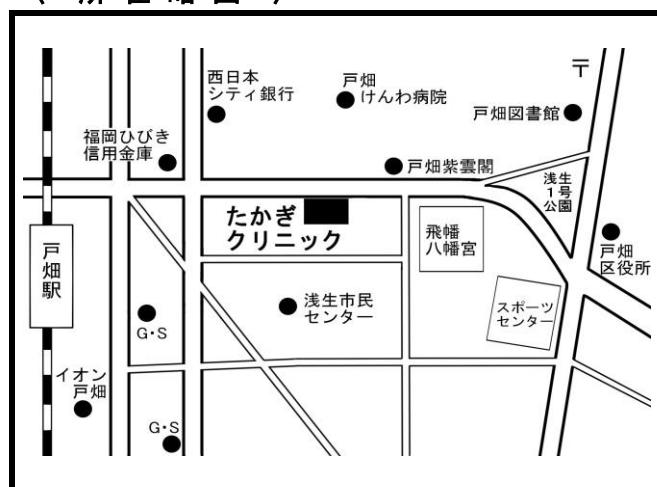 西日本
シティ銀行
戸畑
けんわ病院
〒
戸畑図書館
福岡ひびき
信用金庫
戸畑紫雲閣
浅生
1号
公園
たかぎ
クリニック
飛幡
八幡宮
戸畑
区役所
戸畑駅
G・S
浅生市民
センター
スポーツ
センター
イオン
戸畑
G・S